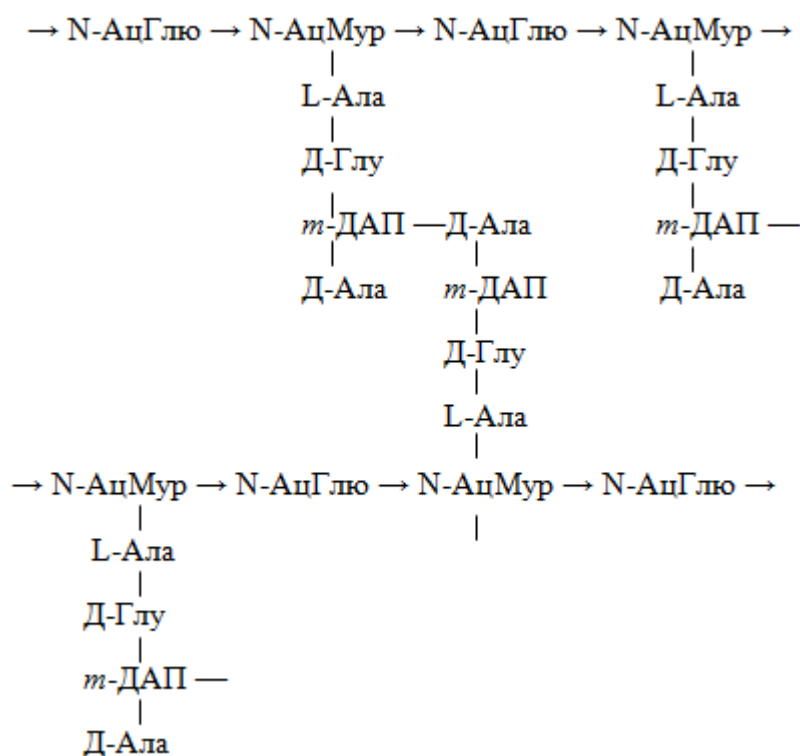 → N-АцГлю → N-АцМур → N-АцГлю → N-АцМур →
L-Ала L-Ала
Д-Глу Д-Глу
m-ДАП —Д-Ала m-ДАП —
Д-Ала m-ДАП Д-Ала
Д-Глу
L-Ала
→ N-АцМур → N-АцГлю → N-АцМур → N-АцГлю →
L-Ала
Д-Глу
m-ДАП —
Д-Ала